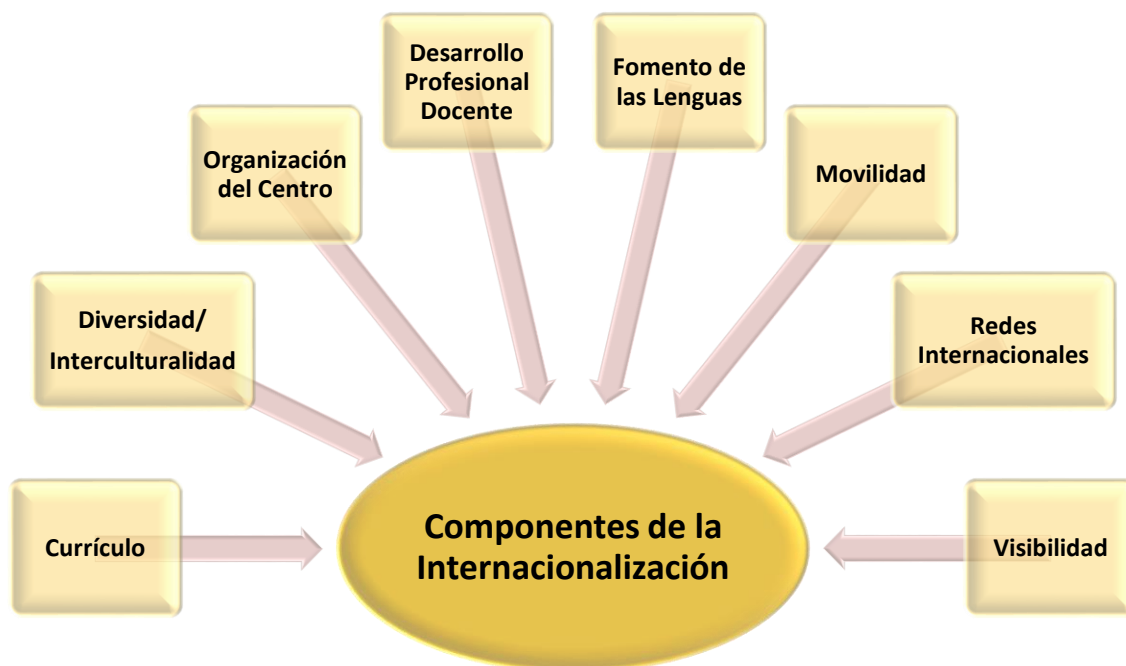 Currículo
Diversidad/
Interculturalidad
Organización
del Centro
Desarrollo
Profesional
Docente
Fomento de
las Lenguas
Movilidad
Redes
Internacionales
Visibilidad
Componentes de la
Internacionalización